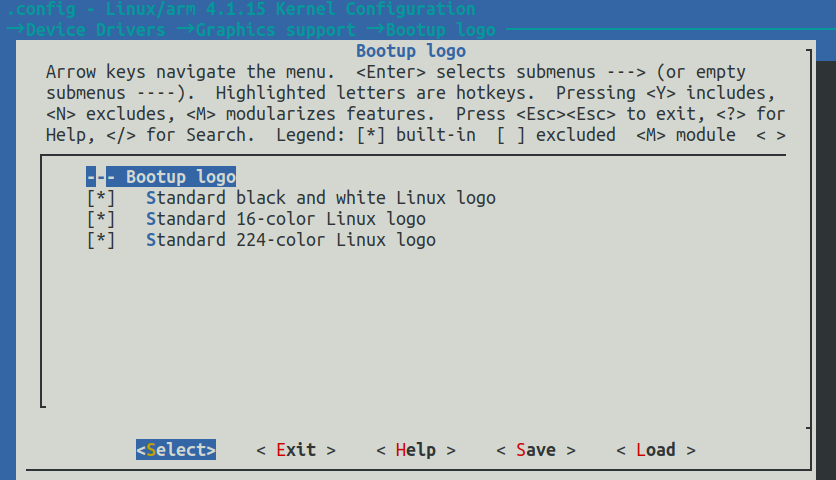 .config - Linux/arm 4.1.15 Kernel Configuration
→Device Drivers →Graphics support →Bootup logo
Bootup logo
Arrow keys navigate the menu.  <Enter> selects submenus ---> (or empty
submenus ----).  Highlighted letters are hotkeys.  Pressing <Y> includes,
<N> excludes, <M> modularizes features.  Press <Esc><Esc> to exit, <?> for
Help, </> for Search.  Legend: [*] built-in  [ ] excluded  <M> module  < >
--- Bootup logo
[*]   Standard black and white Linux logo
[*]   Standard 16-color Linux logo
[*]   Standard 224-color Linux logo
<Select>    < Exit >    < Help >    < Save >    < Load >